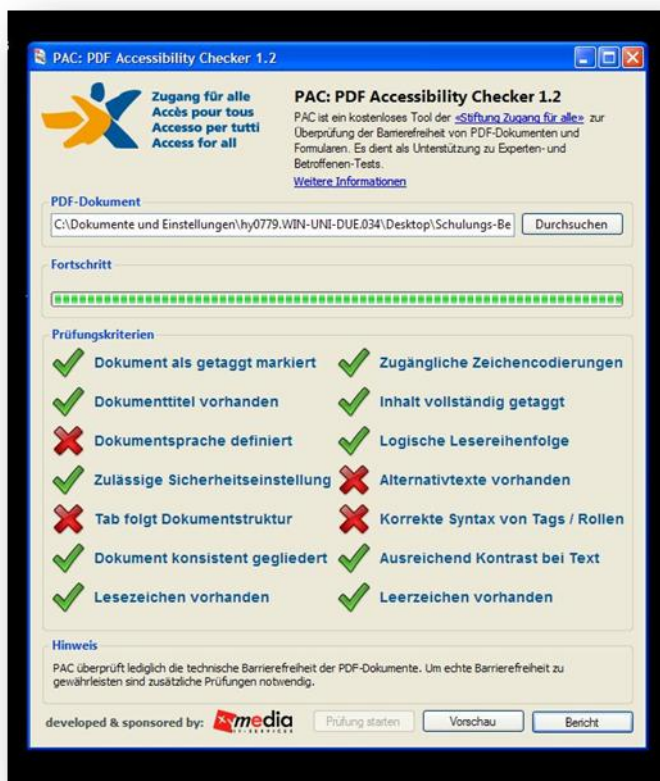 PAC: PDF Accessibility Checker 1.2
Zugang für alle
Accès pour tous
Accesso per tutti
Access for all
PAC: PDF Accessibility Checker 1.2
PAC ist ein kostenloses Tool der «Stiftung Zugang für alle» zur
Überprüfung der Barrierefreiheit von PDF-Dokumenten und
Formularen. Es dient als Unterstützung zu Experten- und
Betroffenen-Tests.
Weitere Informationen
PDF-Dokument
C:\Dokumente und Einstellungen\hy0779.WIN-UNI-DUE.034\Desktop\Schulungs-Be
Durchsuchen
Fortschritt
Prüfungskriterien
Dokument als getaggt markiert
Dokumenttitel vorhanden
Dokumentsprache definiert
Zulässige Sicherheitseinstellung
Tab folgt Dokumentstruktur
Dokument konsistent gegliedert
Lesezeichen vorhanden
Zugängliche Zeichencodierungen
Inhalt vollständig getaggt
Logische Lesereihenfolge
Alternativtexte vorhanden
Korrekte Syntax von Tags / Rollen
Ausreichend Kontrast bei Text
Leerzeichen vorhanden
Hinweis
PAC überprüft lediglich die technische Barrierefreiheit der PDF-Dokumente. Um echte Barrierefreiheit zu
gewährleisten sind zusätzliche Prüfungen notwendig.
developed & sponsored by:
xymedia
IT-SERVICES
Prüfung starten
Vorschau
Bericht